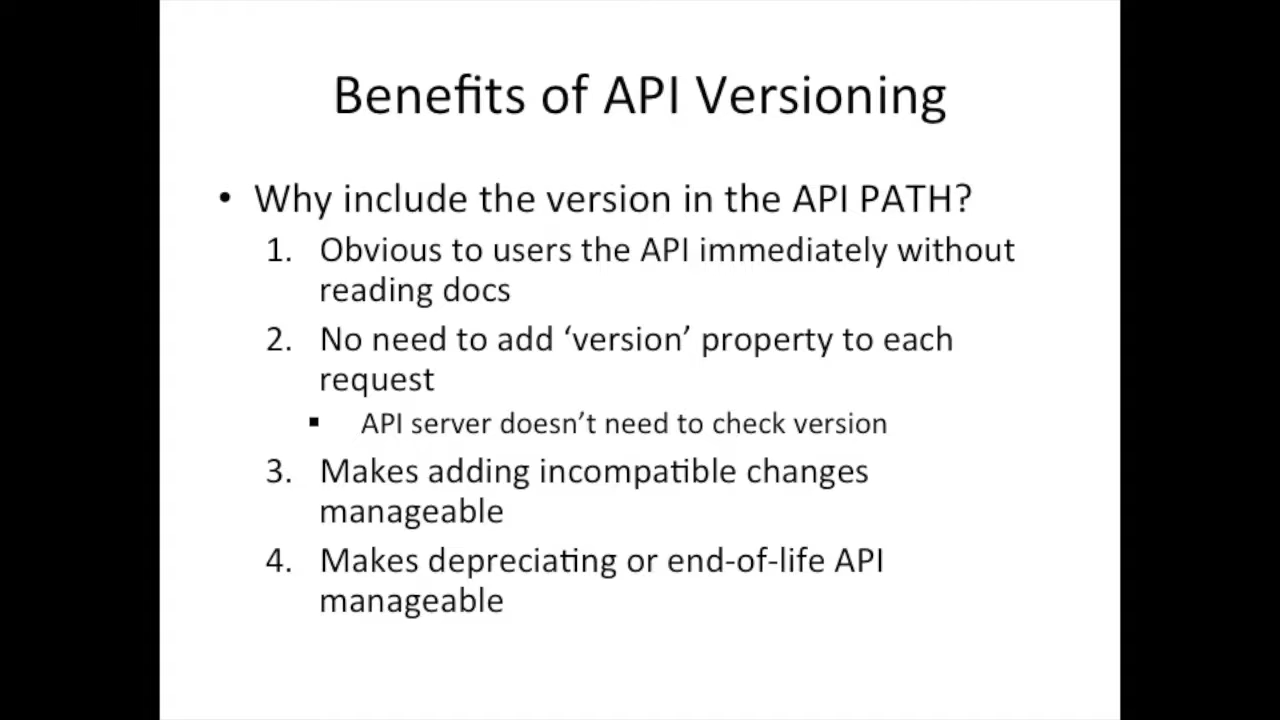 Benefits of API Versioning
• Why include the version in the API PATH?
1. Obvious to users the API immediately without
reading docs
2. No need to add ‘version’ property to each
request
▪ API server doesn’t need to check version
3. Makes adding incompatible changes
manageable
4. Makes depreciating or end-of-life API
manageable